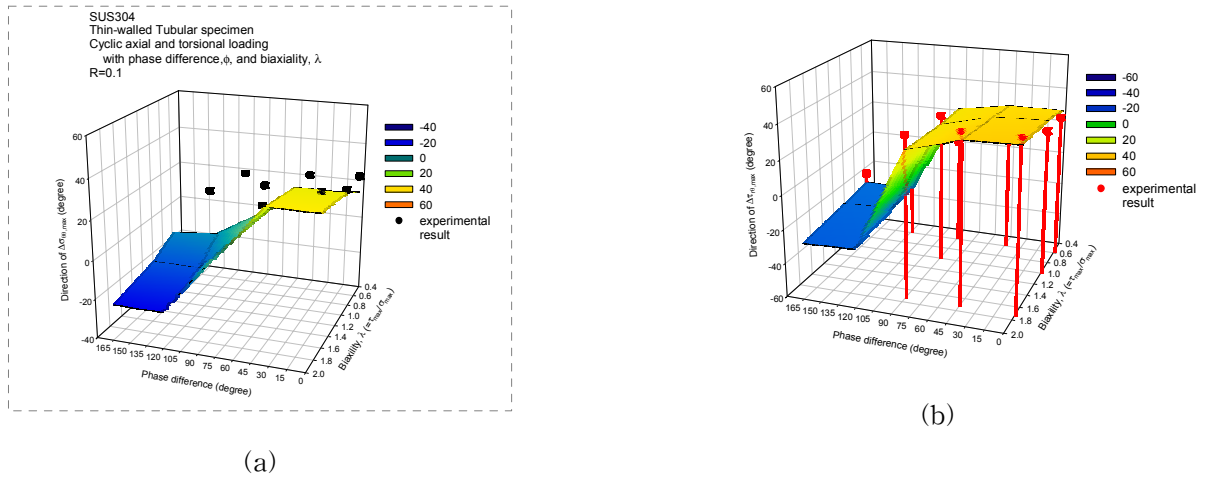 SUS304
Thin-walled Tubular specimen
Cyclic axial and torsional loading
with phase difference,ϕ, and biaxiality, λ
R=0.1
60
40
20
0
-20
-40
Direction of Δσm,max (degree)
165 150 135 120 105 90 75 60 45 30 15 0
Phase difference (degree)
0.4
0.6
0.8
1.0
1.2
1.4
1.6
1.8
2.0
Biaxility, λ (=τmax/σmax)
-40
-20
0
20
40
60
experimental
result
(a)
60
40
20
0
-20
-40
-60
Direction of Δτm,max (degree)
165 150 135 120 105 90 75 60 45 30 15 0
Phase difference (degree)
0.4
0.6
0.8
1.0
1.2
1.4
1.6
1.8
2.0
Biaxility, λ (=τmax/σmax)
-60
-40
-20
0
20
40
60
experimental
result
(b)